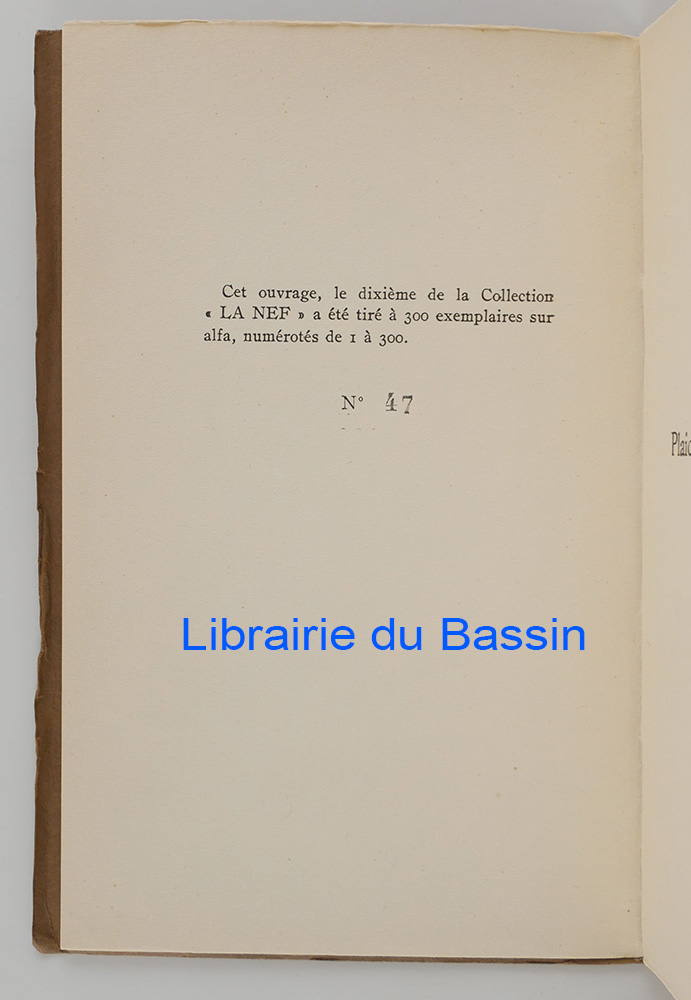 Cet ouvrage, le dixième de la Collection
« LA NEF » a été tiré à 300 exemplaires sur
alfa, numérotés de 1 à 300.
N° 47
Librairie du Bassin